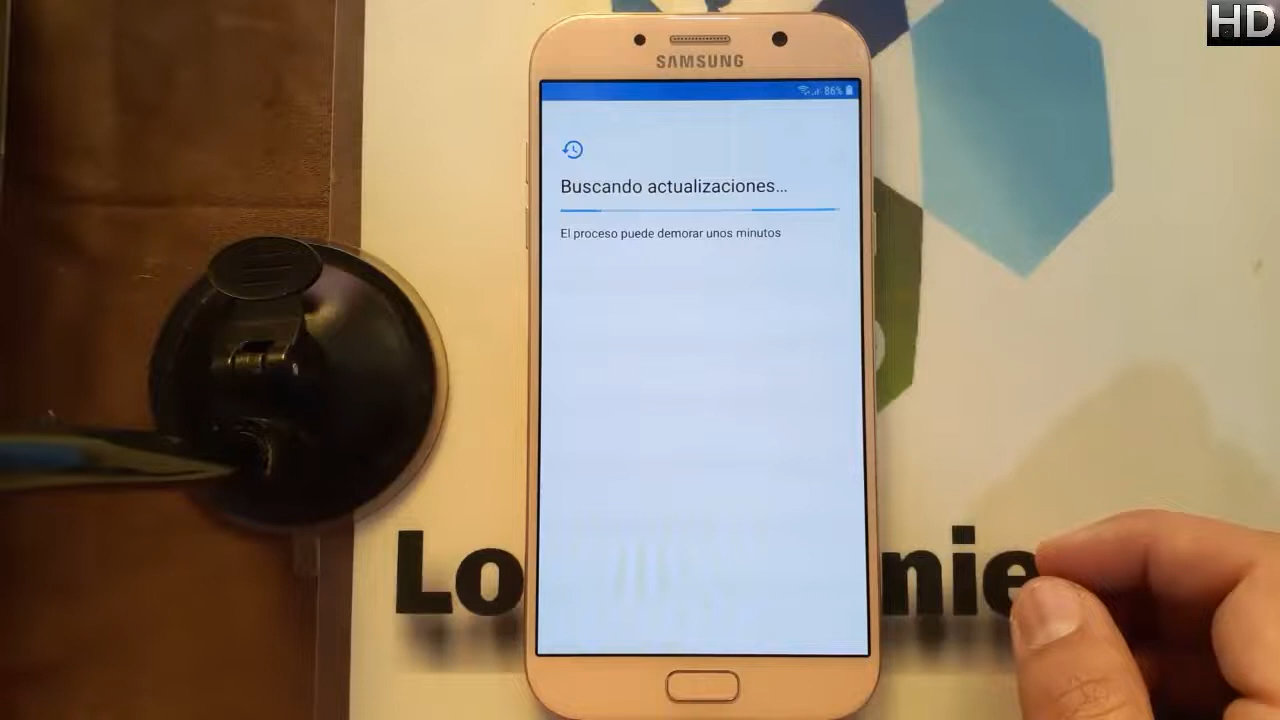 HD
SAMSUNG
86%
Buscando actualizaciones...
El proceso puede demorar unos minutos
Lo nie